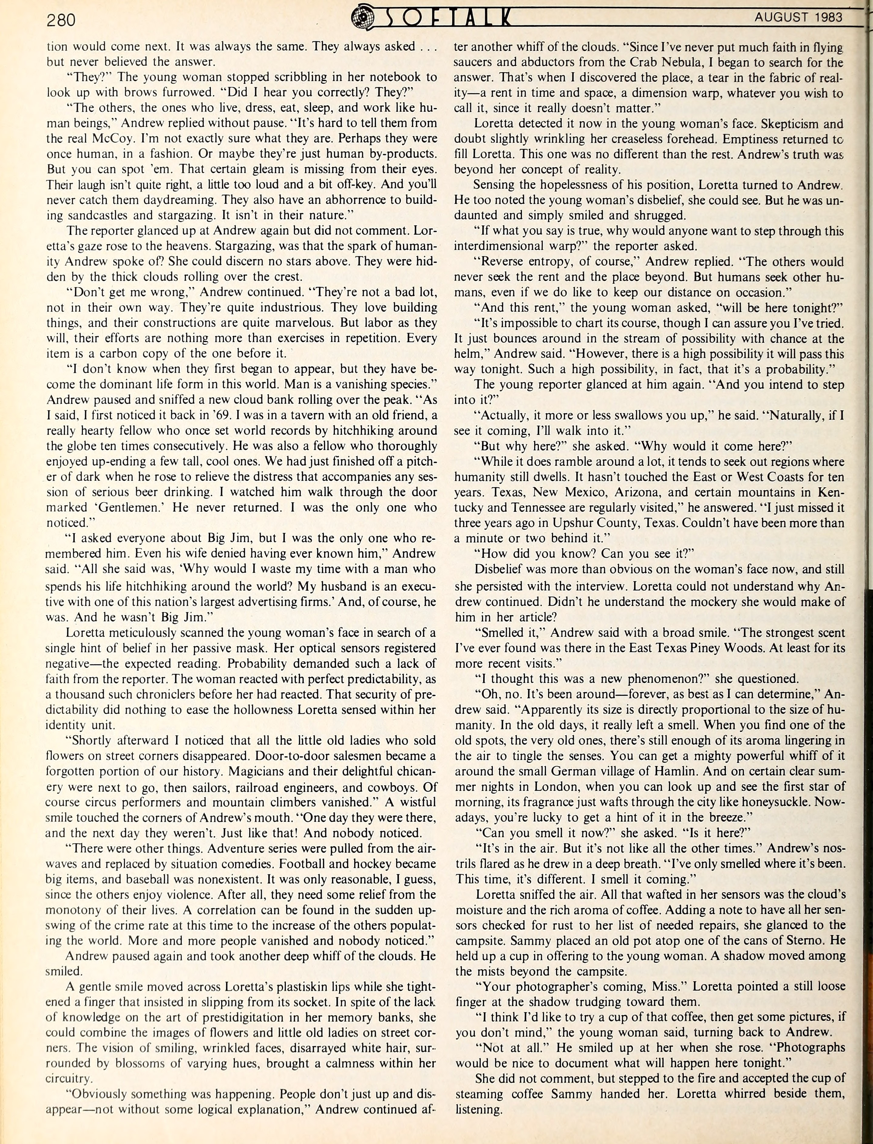 280
SOFTALK
AUGUST 1983
tion would come next. It was always the same. They always asked . . .
but never believed the answer.
“They?” The young woman stopped scribbling in her notebook to
look up with brows furrowed. “Did I hear you correctly? They?”
“The others, the ones who live, dress, eat, sleep, and work like hu-
man beings,” Andrew replied without pause. “It’s hard to tell them from
the real McCoy. I’m not exactly sure what they are. Perhaps they were
once human, in a fashion. Or maybe they’re just human by-products.
But you can spot ’em. That certain gleam is missing from their eyes.
Their laugh isn’t quite right, a little too loud and a bit off-key. And you’ll
never catch them daydreaming. They also have an abhorrence to build-
ing sandcastles and stargazing. It isn’t in their nature.”
The reporter glanced up at Andrew again but did not comment. Lor-
etta’s gaze rose to the heavens. Stargazing, was that the spark of human-
ity Andrew spoke of? She could discern no stars above. They were hid-
den by the thick clouds rolling over the crest.
“Don’t get me wrong,” Andrew continued. “They’re not a bad lot,
not in their own way. They’re quite industrious. They love building
things, and their constructions are quite marvelous. But labor as they
will, their efforts are nothing more than exercises in repetition. Every
item is a carbon copy of the one before it.
“I don’t know when they first began to appear, but they have be-
come the dominant life form in this world. Man is a vanishing species.”
Andrew paused and sniffed a new cloud bank rolling over the peak. “As
I said, I first noticed it back in ’69. I was in a tavern with an old friend, a
really hearty fellow who once set world records by hitchhiking around
the globe ten times consecutively. He was also a fellow who thoroughly
enjoyed up-ending a few tall, cool ones. We had just finished off a pitch-
er of dark when he rose to relieve the distress that accompanies any ses-
sion of serious beer drinking. I watched him walk through the door
marked ‘Gentlemen.’ He never returned. I was the only one who
noticed.”
“I asked everyone about Big Jim, but I was the only one who re-
membered him. Even his wife denied having ever known him,” Andrew
said. “All she said was, ‘Why would I waste my time with a man who
spends his life hitchhiking around the world? My husband is an execu-
tive with one of this nation’s largest advertising firms.’ And, of course, he
was. And he wasn’t Big Jim.”
Loretta meticulously scanned the young woman’s face in search of a
single hint of belief in her passive mask. Her optical sensors registered
negative—the expected reading. Probability demanded such a lack of
faith from the reporter. The woman reacted with perfect predictability, as
a thousand such chroniclers before her had reacted. That security of pre-
dictability did nothing to ease the hollowness Loretta sensed within her
identity unit.
“Shortly afterward I noticed that all the little old ladies who sold
flowers on street corners disappeared. Door-to-door salesmen became a
forgotten portion of our history. Magicians and their delightful chican-
ery were next to go, then sailors, railroad engineers, and cowboys. Of
course circus performers and mountain climbers vanished.” A wistful
smile touched the corners of Andrew’s mouth. “One day they were there,
and the next day they weren’t. Just like that! And nobody noticed.
“There were other things. Adventure series were pulled from the air-
waves and replaced by situation comedies. Football and hockey became
big items, and baseball was nonexistent. It was only reasonable, I guess,
since the others enjoy violence. After all, they need some relief from the
monotony of their lives. A correlation can be found in the sudden up-
swing of the crime rate at this time to the increase of the others populat-
ing the world. More and more people vanished and nobody noticed.”
Andrew paused again and took another deep whiff of the clouds. He
smiled.
A gentle smile moved across Loretta’s plastiskin lips while she tight-
ened a finger that insisted in slipping from its socket. In spite of the lack
of knowledge on the art of prestidigitation in her memory banks, she
could combine the images of flowers and little old ladies on street cor-
ners. The vision of smiling, wrinkled faces, disarrayed white hair, sur-
rounded by blossoms of varying hues, brought a calmness within her
circuitry.
“Obviously something was happening. People don’t just up and dis-
appear—not without some logical explanation,” Andrew continued af-
ter another whiff of the clouds. “Since I’ve never put much faith in flying
saucers and abductors from the Crab Nebula, I began to search for the
answer. That’s when I discovered the place, a tear in the fabric of real-
ity—a rent in time and space, a dimension warp, whatever you wish to
call it, since it really doesn’t matter.”
Loretta detected it now in the young woman’s face. Skepticism and
doubt slightly wrinkling her creaseless forehead. Emptiness returned to
fill Loretta. This one was no different than the rest. Andrew’s truth was
beyond her concept of reality.
Sensing the hopelessness of his position, Loretta turned to Andrew.
He too noted the young woman’s disbelief, she could see. But he was un-
daunted and simply smiled and shrugged.
“If what you say is true, why would anyone want to step through this
interdimensional warp?” the reporter asked.
“Reverse entropy, of course,” Andrew replied. “The others would
never seek the rent and the place beyond. But humans seek other hu-
mans, even if we do like to keep our distance on occasion.”
“And this rent,” the young woman asked, “will be here tonight?”
“It’s impossible to chart its course, though I can assure you I’ve tried.
It just bounces around in the stream of possibility with chance at the
helm,” Andrew said. “However, there is a high possibility it will pass this
way tonight. Such a high possibility, in fact, that it’s a probability.”
The young reporter glanced at him again. “And you intend to step
into it?”
“Actually, it more or less swallows you up,” he said. “Naturally, if I
see it coming, I’ll walk into it.”
“But why here?” she asked. “Why would it come here?”
“While it does ramble around a lot, it tends to seek out regions where
humanity still dwells. It hasn’t touched the East or West Coasts for ten
years. Texas, New Mexico, Arizona, and certain mountains in Ken-
tucky and Tennessee are regularly visited,” he answered. “I just missed it
three years ago in Upshur County, Texas. Couldn’t have been more than
a minute or two behind it.”
“How did you know? Can you see it?”
Disbelief was more than obvious on the woman’s face now, and still
she persisted with the interview. Loretta could not understand why An-
drew continued. Didn’t he understand the mockery she would make of
him in her article?
“Smelled it,” Andrew said with a broad smile. “The strongest scent
I’ve ever found was there in the East Texas Piney Woods. At least for its
more recent visits.”
“I thought this was a new phenomenon?” she questioned.
“Oh, no. It’s been around—forever, as best as I can determine,” An-
drew said. “Apparently its size is directly proportional to the size of hu-
manity. In the old days, it really left a smell. When you find one of the
old spots, the very old ones, there’s still enough of its aroma lingering in
the air to tingle the senses. You can get a mighty powerful whiff of it
around the small German village of Hamlin. And on certain clear sum-
mer nights in London, when you can look up and see the first star of
morning, its fragrance just wafts through the city like honeysuckle. Now-
adays, you’re lucky to get a hint of it in the breeze.”
“Can you smell it now?” she asked. “Is it here?”
“It’s in the air. But it’s not like all the other times.” Andrew’s nos-
trils flared as he drew in a deep breath. “I’ve only smelled where it’s been.
This time, it’s different. I smell it coming.”
Loretta sniffed the air. All that wafted in her sensors was the cloud’s
moisture and the rich aroma of coffee. Adding a note to have all her sen-
sors checked for rust to her list of needed repairs, she glanced to the
campsite. Sammy placed an old pot atop one of the cans of Sterno. He
held up a cup in offering to the young woman. A shadow moved among
the mists beyond the campsite.
“Your photographer’s coming, Miss.” Loretta pointed a still loose
finger at the shadow trudging toward them.
“I think I’d like to try a cup of that coffee, then get some pictures, if
you don’t mind,” the young woman said, turning back to Andrew.
“Not at all.” He smiled up at her when she rose. “Photographs
would be nice to document what will happen here tonight.”
She did not comment, but stepped to the fire and accepted the cup of
steaming coffee Sammy handed her. Loretta whirred beside them,
listening.